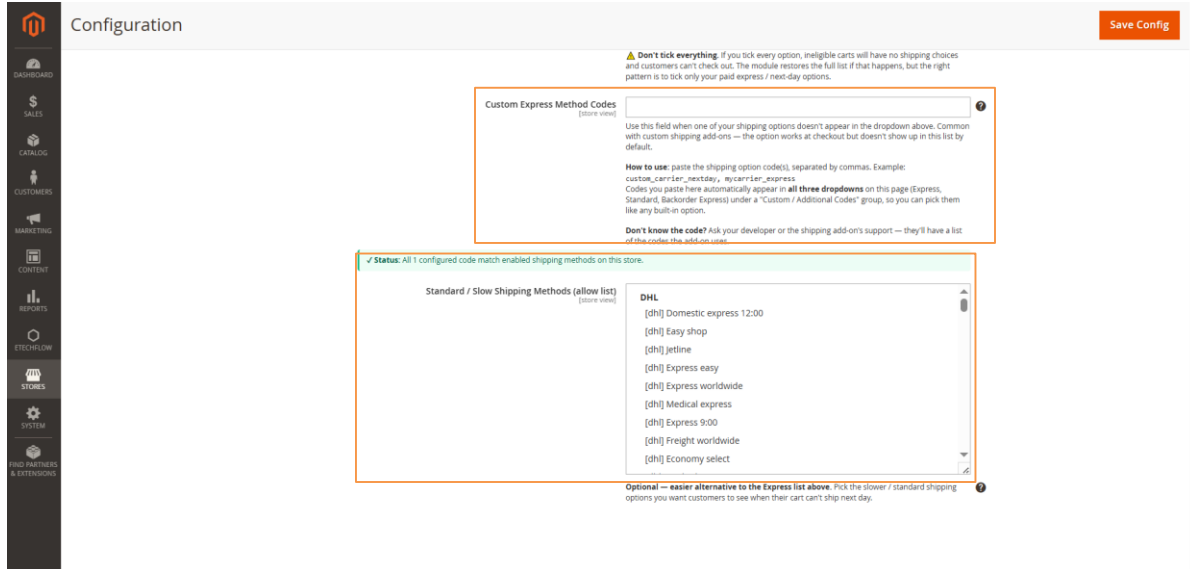 Configuration
Save Config
DASHBOARD
$
SALES
CATALOG
CUSTOMERS
MARKETING
CONTENT
REPORTS
ETECHFLOW
STORES
SYSTEM
FIND PARTNERS
& EXTENSIONS
⚠ Don't tick everything. If you tick every option, ineligible carts will have no shipping choices
and customers can't check out. The module restores the full list if that happens, but the right
pattern is to tick only your paid express / next-day options.
Custom Express Method Codes
[store view]
?
Use this field when one of your shipping options doesn't appear in the dropdown above. Common
with custom shipping add-ons — the option works at checkout but doesn't show up in this list by
default.
How to use: paste the shipping option code(s), separated by commas. Example:
custom_carrier_nextday, mycarrier_express
Codes you paste here automatically appear in all three dropdowns on this page (Express,
Standard, Backorder Express) under a "Custom / Additional Codes" group, so you can pick them
like any built-in option.
Don't know the code? Ask your developer or the shipping add-on's support — they'll have a list
of the codes the add-on uses.
✓ Status: All 1 configured code match enabled shipping methods on this store.
Standard / Slow Shipping Methods (allow list)
[store view]
DHL
[dhl] Domestic express 12:00
[dhl] Easy shop
[dhl] Jetline
[dhl] Express easy
[dhl] Express worldwide
[dhl] Medical express
[dhl] Express 9:00
[dhl] Freight worldwide
[dhl] Economy select
Optional — easier alternative to the Express list above. Pick the slower / standard shipping
options you want customers to see when their cart can't ship next day.
?